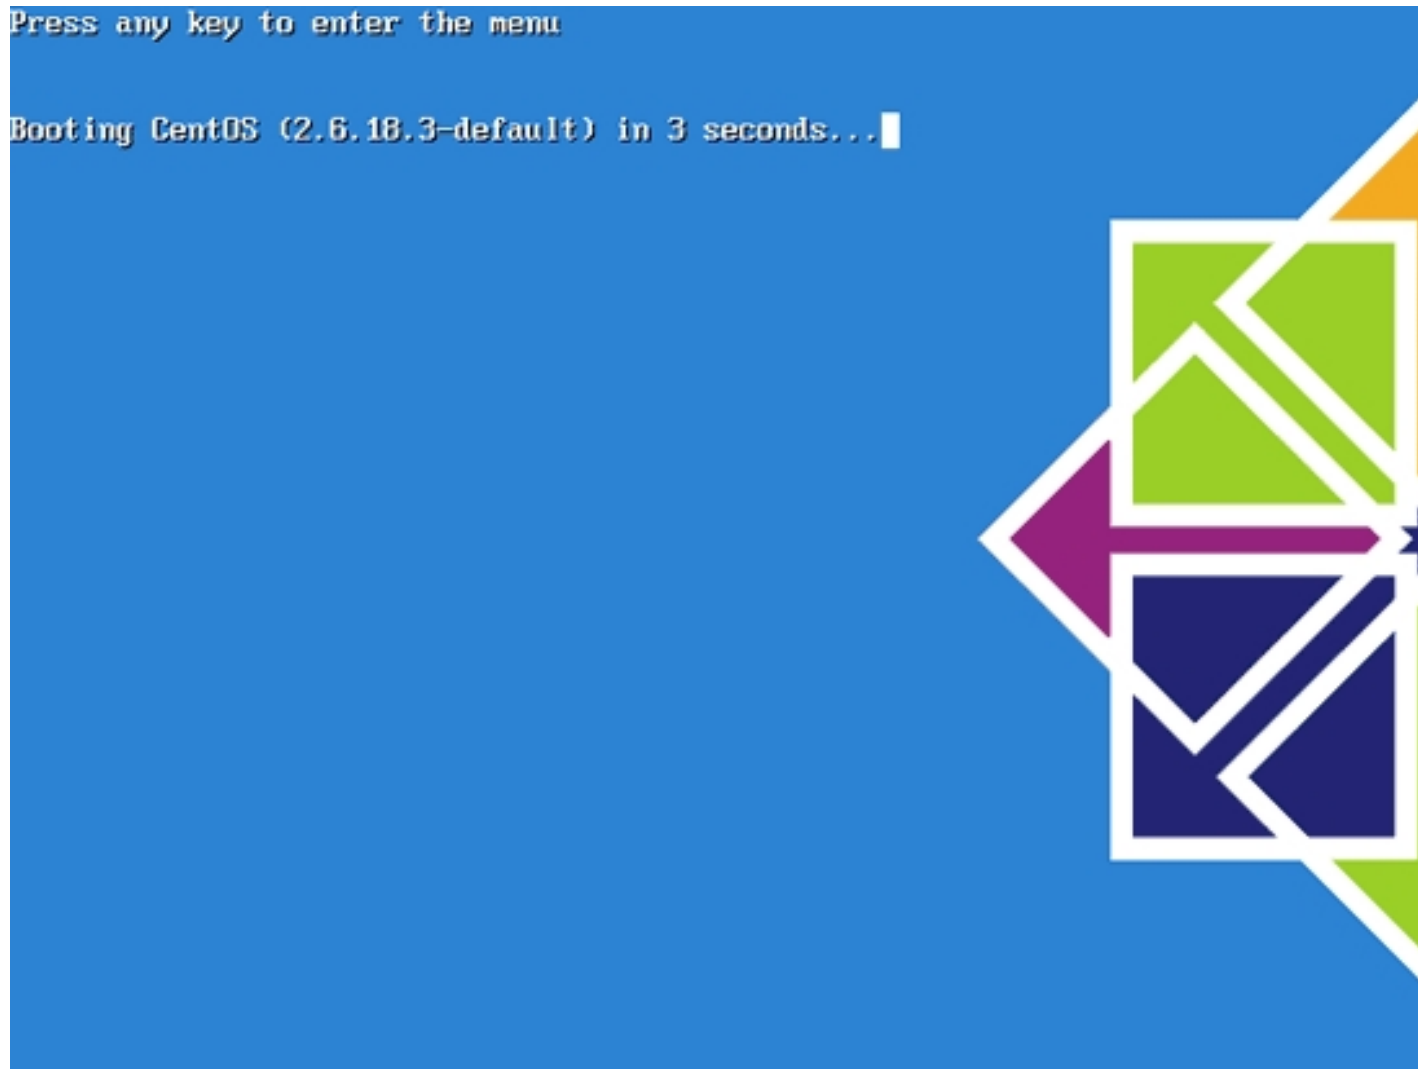 Press any key to enter the menu
Booting CentOS (2.6.18.3-default) in 3 seconds...